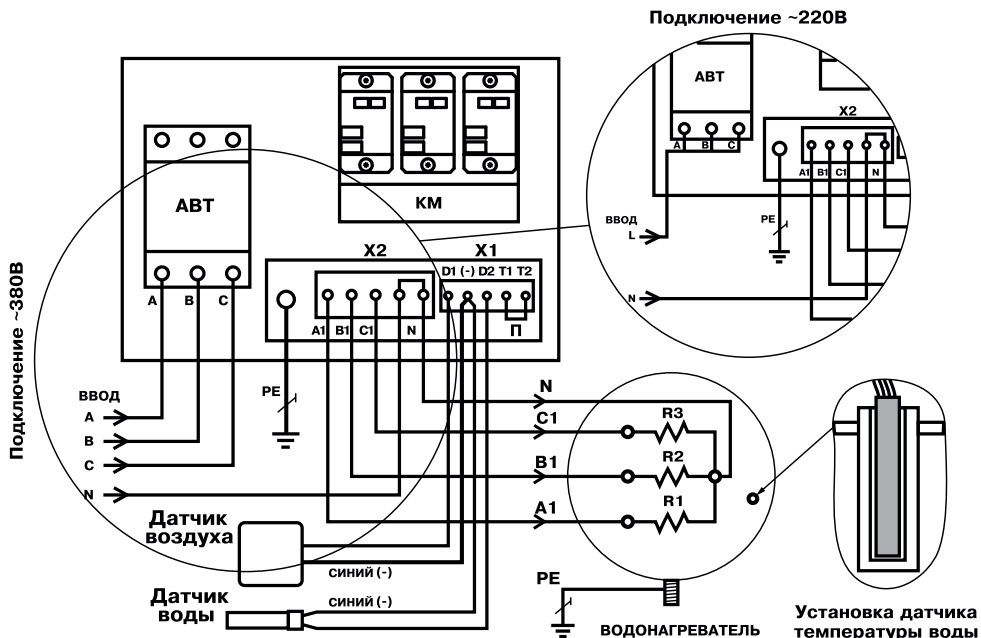 Подключение ~220В
АВТ
A B C
X2
A1 B1 C1 N
ВВОД
L
PE
N
Подключение ~380В
АВТ
КМ
A B C
X2 X1
D1 (-) D2 T1 T2
A1 B1 C1 N
П
PE
ВВОД
A
B
C
N
N
C1
B1
A1
R3
R2
R1
Датчик
воздуха
синий (-)
Датчик
воды
синий (-)
PE
ВОДОНАГРЕВАТЕЛЬ
Установка датчика
температуры воды